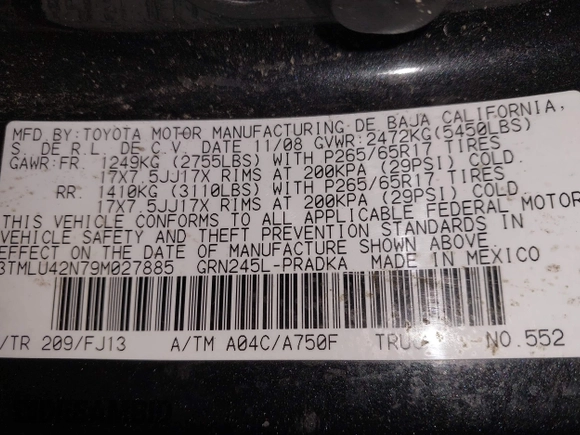 MFD.BY:TOYOTA MOTOR MANUFACTURING DE BAJA CALIFORNIA,
S. DE R.L. DE C.V. DATE 11/08 GVWR:2472KG(5450LBS)
GAWR:FR. 1249KG (2755LBS) WITH P265/65R17 TIRES
17X7.5JJ17X RIMS AT 200KPA (29PSI) COLD.
RR. 1410KG (3110LBS) WITH P265/65R17 TIRES
17X7.5JJ17X RIMS AT 200KPA (29PSI) COLD.
THIS VEHICLE CONFORMS TO ALL APPLICABLE FEDERAL MOTOR
VEHICLE SAFETY AND THEFT PREVENTION STANDARDS IN
EFFECT ON THE DATE OF MANUFACTURE SHOWN ABOVE.
3TMLU42N79M027885 GRN245L-PRADKA MADE IN MEXICO
/TR 209/FJ13 A/TM A04C/A750F NO.552